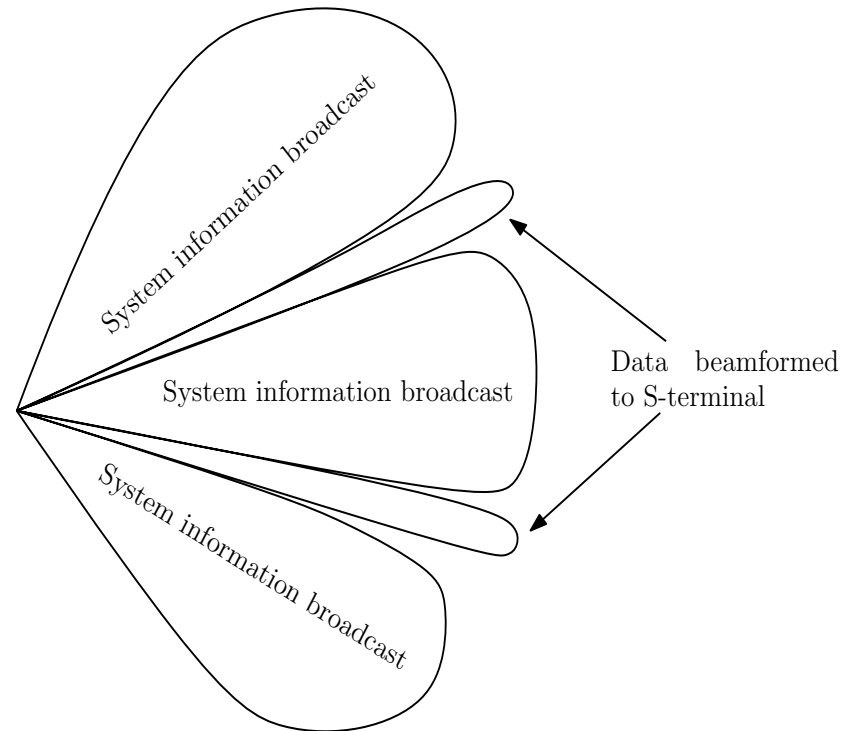 System information broadcast
System information broadcast
Data beamformed
to S-terminal
System information broadcast